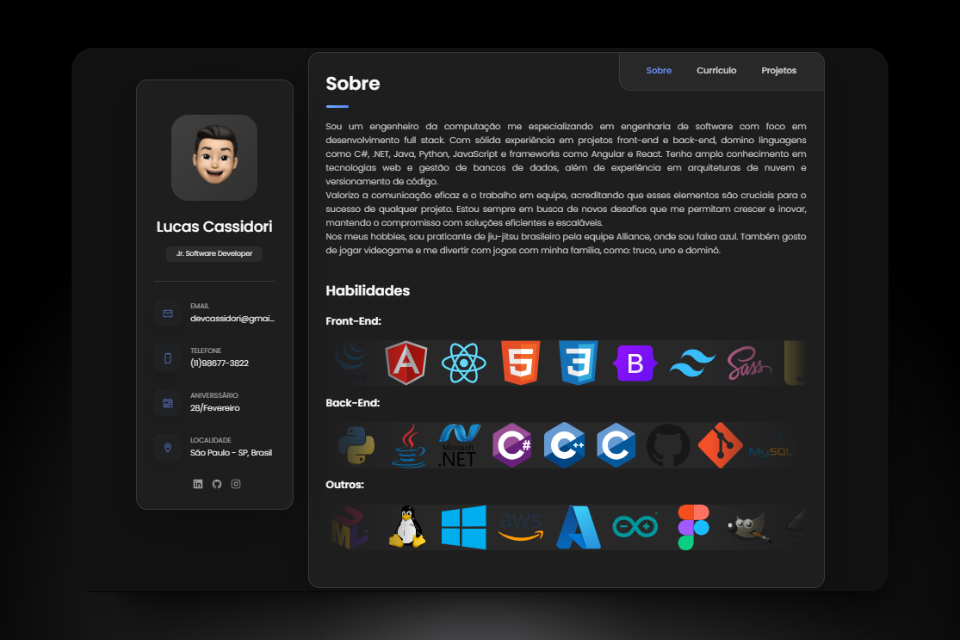 Sobre
Currículo
Projetos
Lucas Cassidori
Jr. Software Developer
EMAIL
devcassidori@gmai...
TELEFONE
(11)98677-3822
ANIVERSSÁRIO
28/Fevereiro
LOCALIDADE
São Paulo - SP, Brasil
Sobre
Sou um engenheiro da computação me especializando em engenharia de software com foco em
desenvolvimento full stack. Com sólida experiência em projetos front-end e back-end, domino linguagens
como C#, .NET, Java, Python, JavaScript e frameworks como Angular e React. Tenho amplo conhecimento em
tecnologias web e gestão de bancos de dados, além de experiência em arquiteturas de nuvem e
versionamento de código.
Valorizo a comunicação eficaz e o trabalho em equipe, acreditando que esses elementos são cruciais para o
sucesso de qualquer projeto. Estou sempre em busca de novos desafios que me permitam crescer e inovar,
mantendo o compromisso com soluções eficientes e escaláveis.
Nos meus hobbies, sou praticante de jiu-jitsu brasileiro pela equipe Alliance, onde sou faixa azul. Também gosto
de jogar videogame e me divertir com jogos com minha família, como: truco, uno e dominó.
Habilidades
Front-End:
A
5
3
B
Sass
Back-End:
Java
Microsoft
.NET
C#
C++
C
MySQL
Outros:
aws